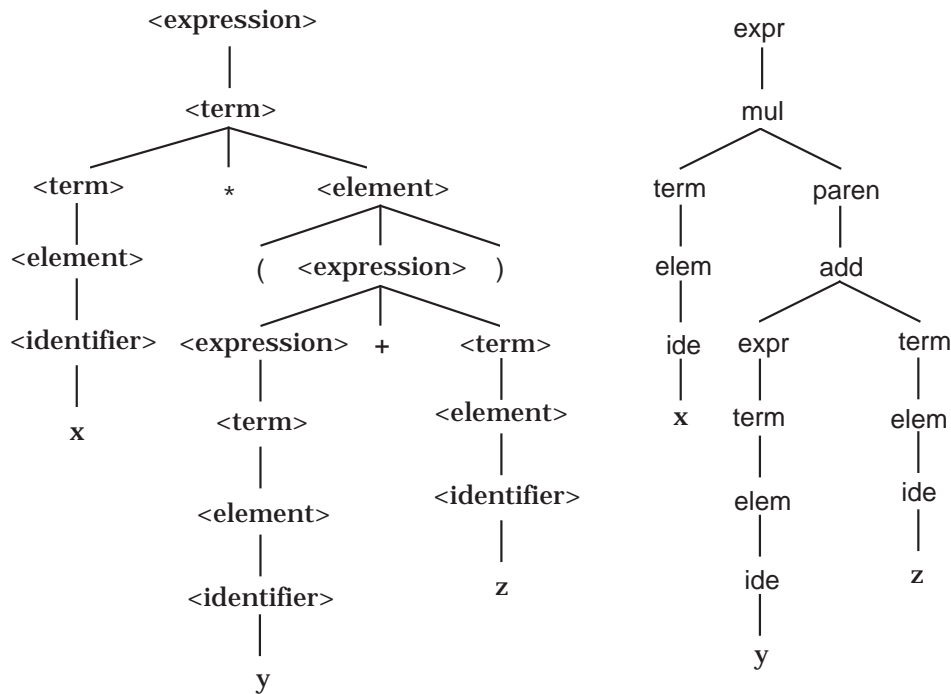 <expression>
expr
<term>
mul
<term> * <element>
term paren
<element>
( <expression> )
elem add
<identifier> <expression> + <term>
ide expr term
x
<term> <element>
x term elem
<element> <identifier>
elem ide
<identifier> z
ide z
y
y